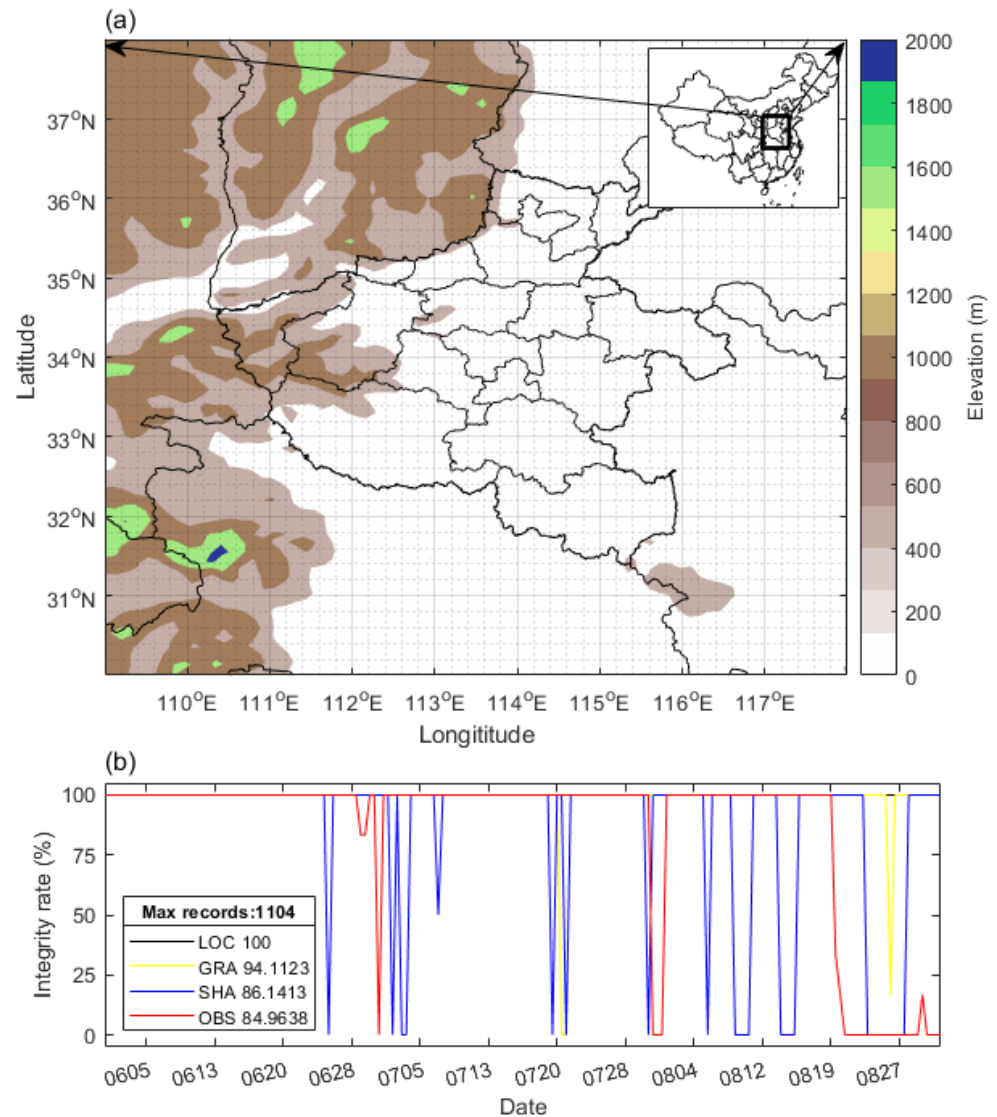 (a)
37°N
36°N
35°N
34°N
33°N
32°N
31°N
Latitude
110°E 111°E 112°E 113°E 114°E 115°E 116°E 117°E
Longititude
2000
1800
1600
1400
1200
1000
800
600
400
200
0
Elevation (m)
(b)
100
75
50
25
0
Integrity rate (%)
Max records:1104
LOC 100
GRA 94.1123
SHA 86.1413
OBS 84.9638
0605 0613 0620 0628 0705 0713 0720 0728 0804 0812 0819 0827
Date